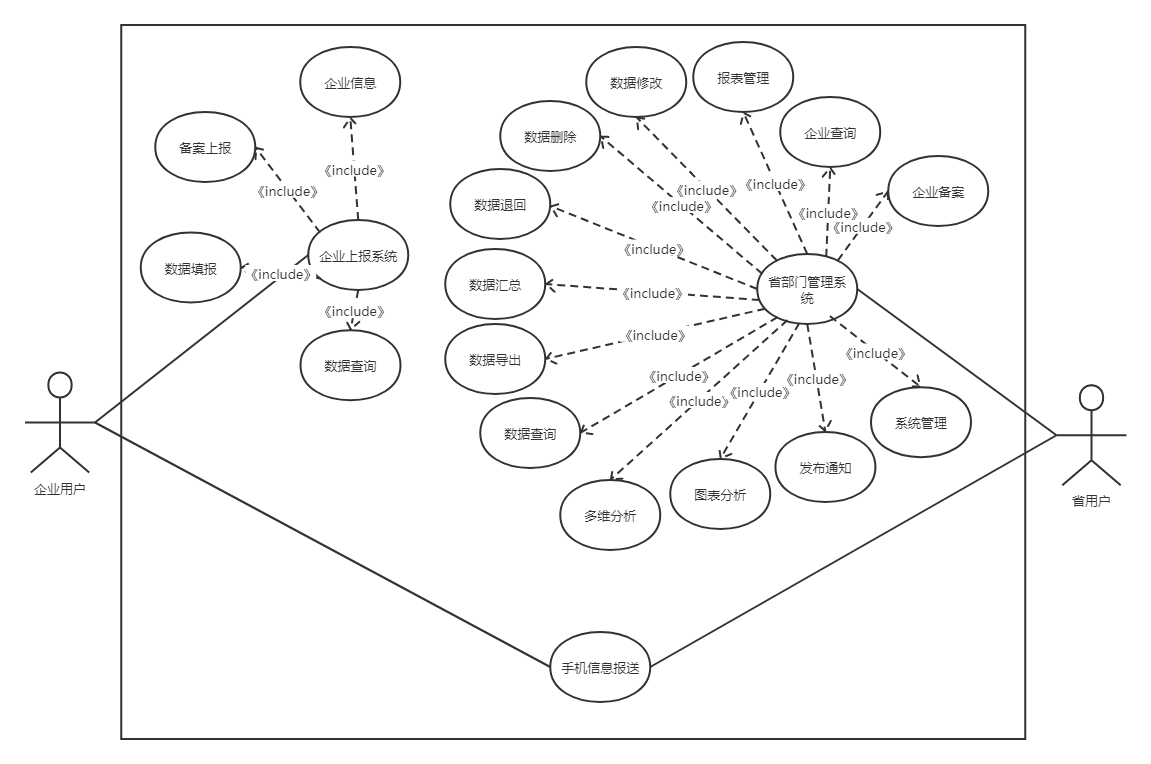 企业信息
数据修改
报表管理
备案上报
数据删除
企业查询
《include》
《include》
《include》
《include》
《include》
企业备案
数据退回
《include》
《include》
《include》
企业上报系统
《include》
数据填报
《include》
省部门管理系
统
数据汇总
《include》
《include》
《include》
数据导出
《include》
数据查询
《include》
《include》
《include》
《include》
《include》
系统管理
数据查询
发布通知
图表分析
多维分析
企业用户
省用户
手机信息报送